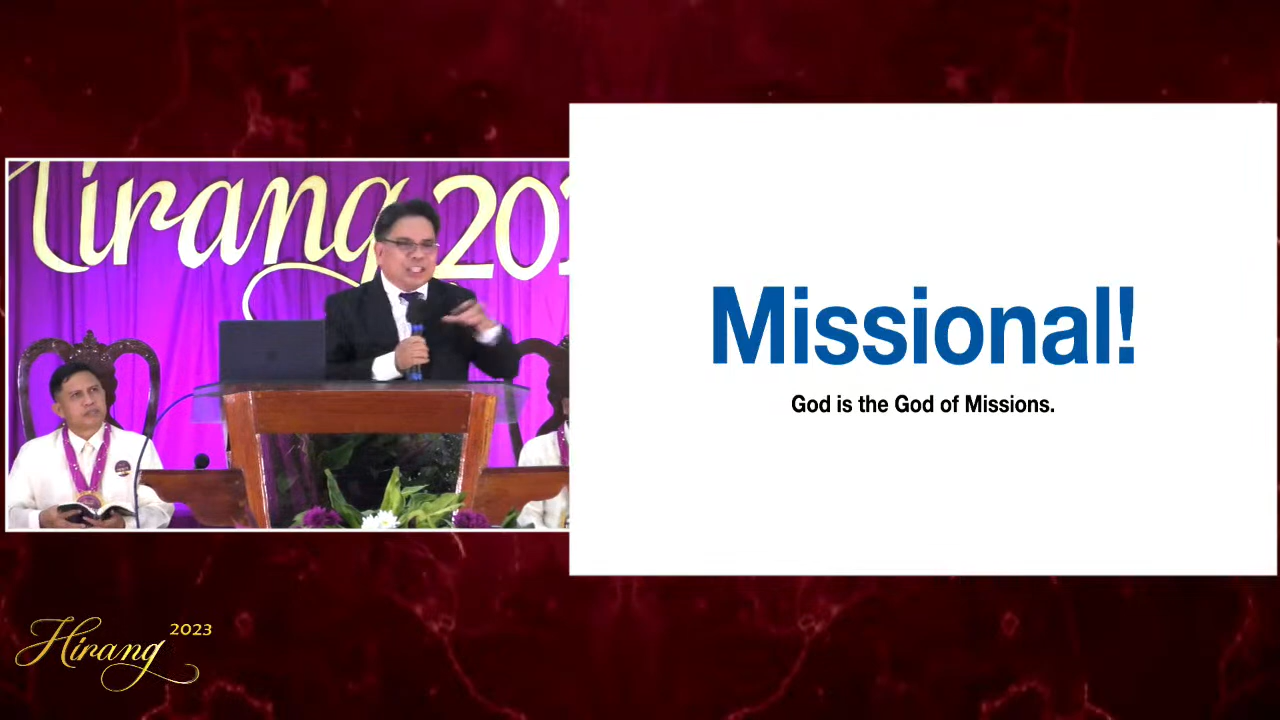 Hirang 202
Missional!
God is the God of Missions.
Hirang 2023